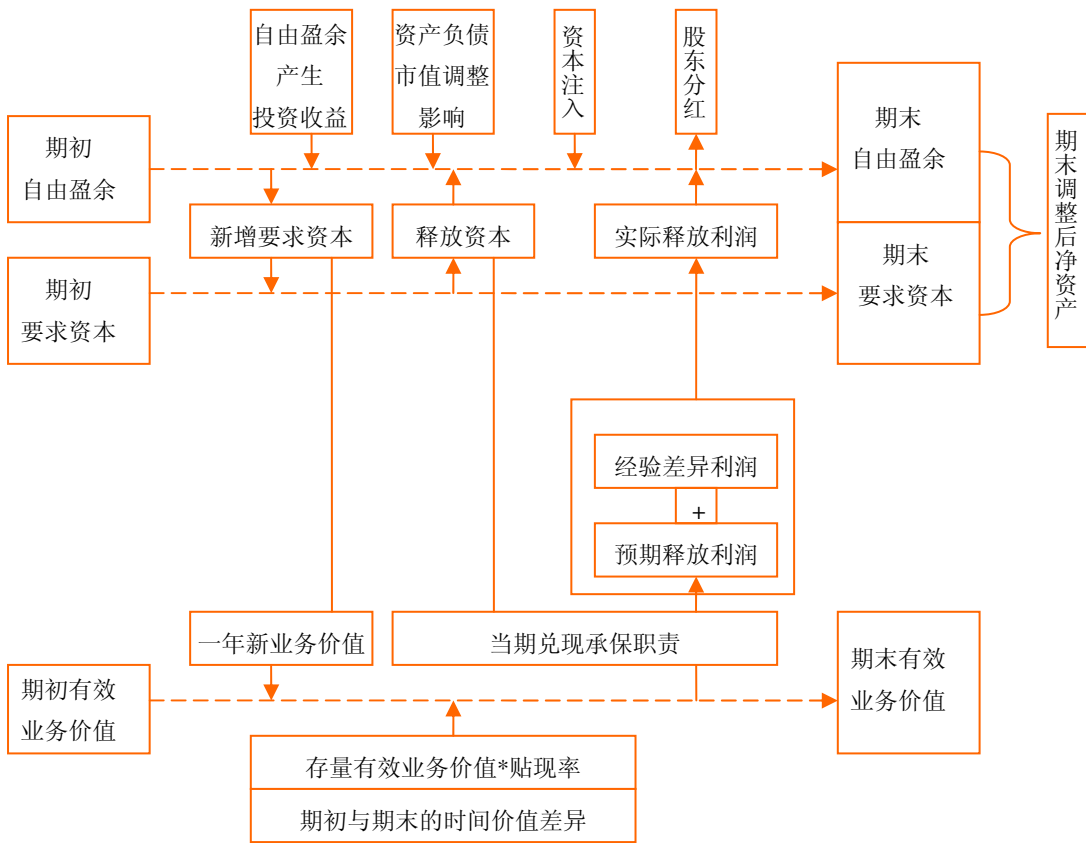 自由盈余
产生
投资收益
资产负债
市值调整
影响
资本注入
股东分红
期初
自由盈余
期末
自由盈余
期末调整后净资产
新增要求资本
释放资本
实际释放利润
期初
要求资本
期末
要求资本
经验差异利润
+
预期释放利润
一年新业务价值
当期兑现承保职责
期初有效
业务价值
期末有效
业务价值
存量有效业务价值*贴现率
期初与期末的时间价值差异